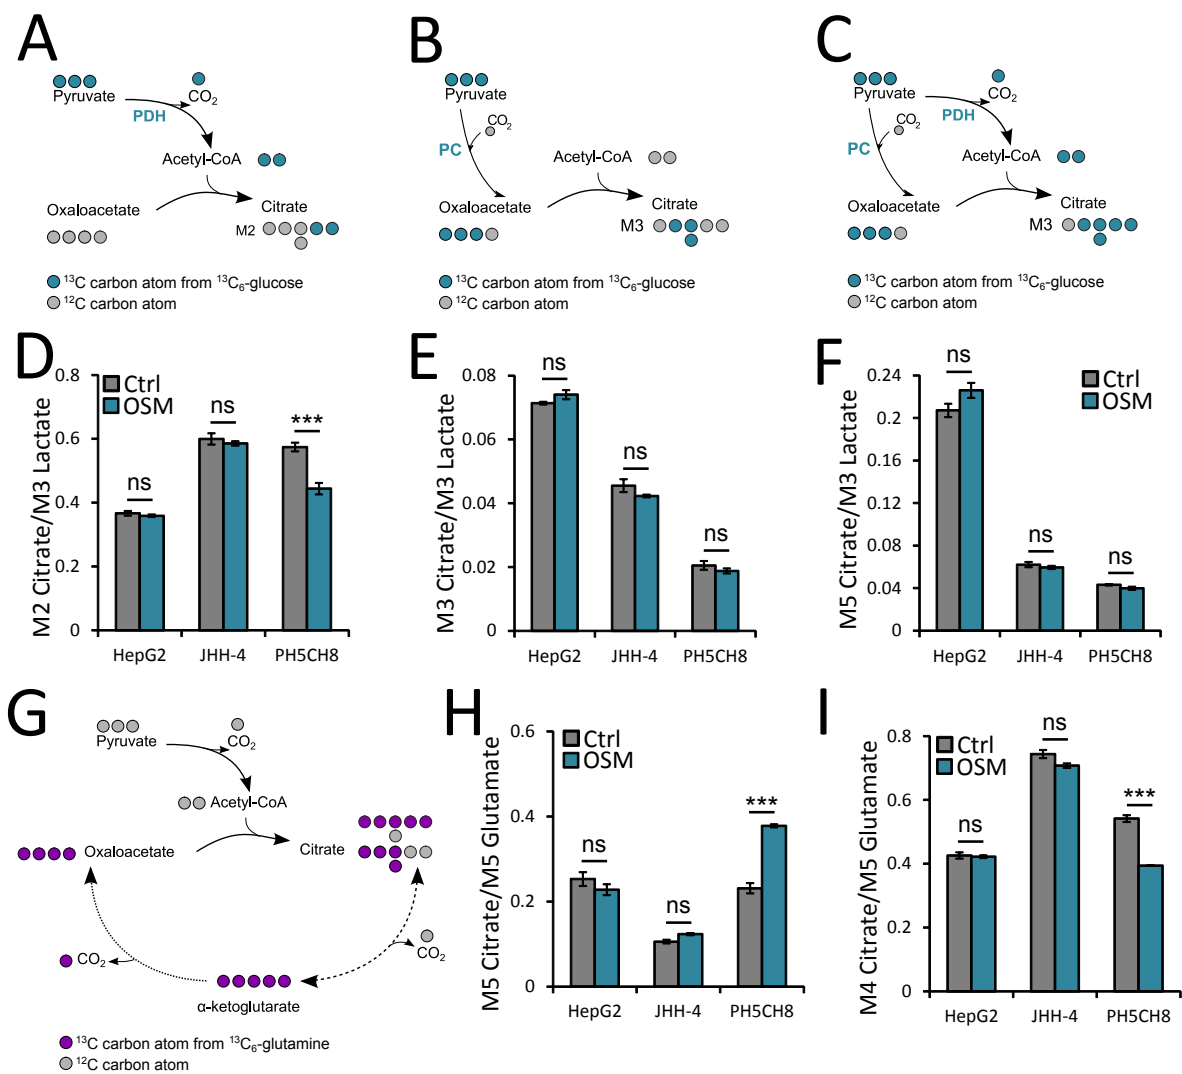 A
Pyruvate
CO2
PDH
Acetyl-CoA
Oxaloacetate
Citrate
M2
13C carbon atom from 13C6-glucose
12C carbon atom
B
Pyruvate
CO2
PC
Acetyl-CoA
Oxaloacetate
Citrate
M3
13C carbon atom from 13C6-glucose
12C carbon atom
C
Pyruvate
CO2
PDH
CO2
PC
Acetyl-CoA
Oxaloacetate
Citrate
M3
13C carbon atom from 13C6-glucose
12C carbon atom
D
M2 Citrate/M3 Lactate
0.8
0.6
0.4
0.2
0
Ctrl
OSM
ns
ns
***
HepG2
JHH-4
PH5CH8
E
M3 Citrate/M3 Lactate
0.08
0.06
0.04
0.02
0
ns
ns
ns
HepG2
JHH-4
PH5CH8
F
M5 Citrate/M3 Lactate
0.24
0.2
0.16
0.12
0.08
0.04
0
Ctrl
OSM
ns
ns
ns
HepG2
JHH-4
PH5CH8
G
Pyruvate
CO2
Acetyl-CoA
Oxaloacetate
Citrate
CO2
CO2
α-ketoglutarate
13C carbon atom from 13C6-glutamine
12C carbon atom
H
M5 Citrate/M5 Glutamate
0.6
0.4
0.2
0
Ctrl
OSM
ns
ns
***
HepG2
JHH-4
PH5CH8
I
M4 Citrate/M5 Glutamate
0.8
0.6
0.4
0.2
0
Ctrl
OSM
ns
ns
***
HepG2
JHH-4
PH5CH8